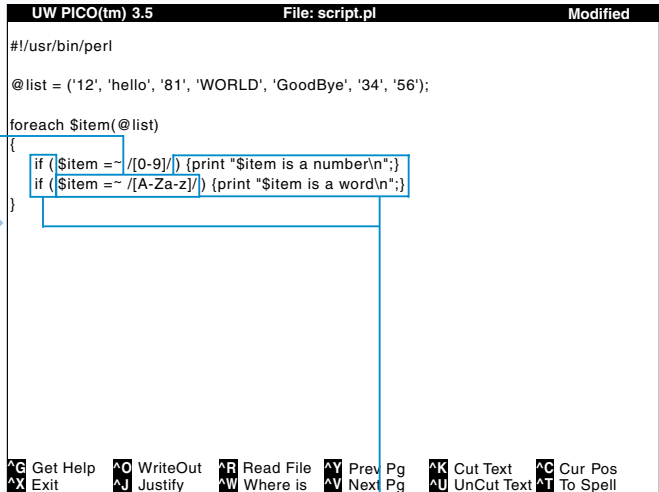 UW PICO(tm) 3.5 File: script.pl Modified
#!/usr/bin/perl
@list = ('12', 'hello', '81', 'WORLD', 'GoodBye', '34', '56');
foreach $item(@list)
{
if ( $item =~ /[0-9]/ ) {print "$item is a number\n";}
if ( $item =~ /[A-Za-z]/ ) {print "$item is a word\n";}
}
^G Get Help ^O WriteOut ^R Read File ^Y Prev Pg ^K Cut Text ^C Cur Pos
^X Exit ^J Justify ^W Where is ^V Next Pg ^U UnCut Text ^T To Spell